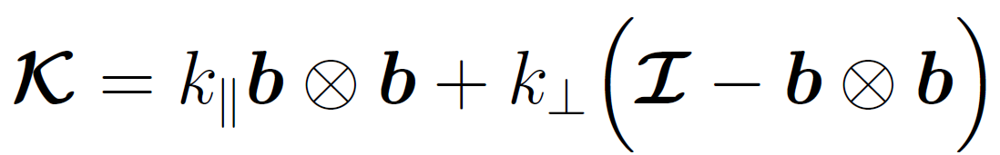 𝓚 = k∥ 𝒃 ⊗ 𝒃 + k⊥ (𝓘 − 𝒃 ⊗ 𝒃)